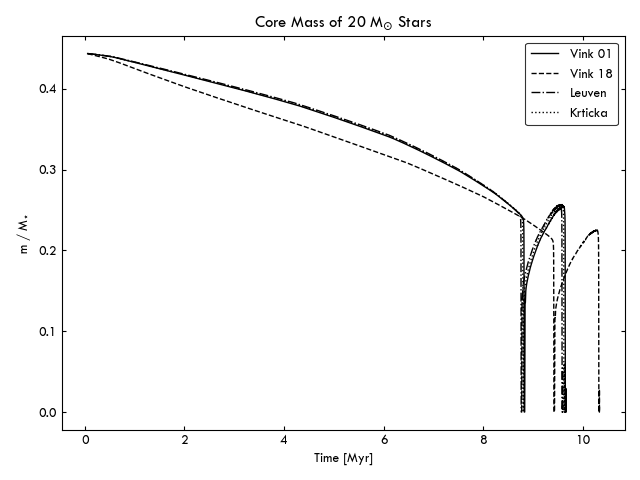 Core Mass of 20 M☉ Stars
Vink 01
Vink 18
Leuven
Krticka
0.4
0.3
0.2
0.1
0.0
m / M⋆
0 2 4 6 8 10
Time [Myr]